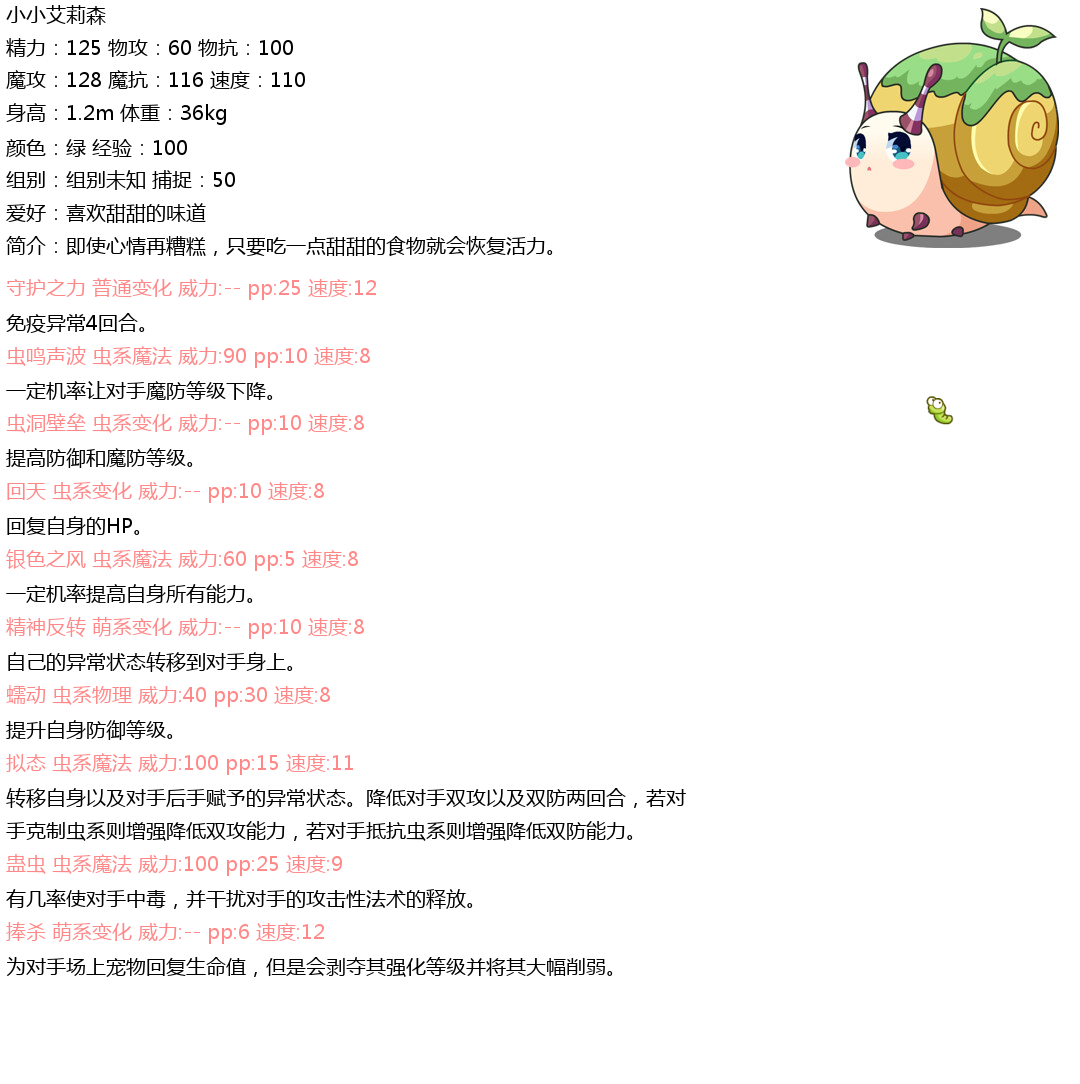 小小艾莉森
精力：125 物攻：60 物抗：100
魔攻：128 魔抗：116 速度：110
身高：1.2m 体重：36kg
颜色：绿 经验：100
组别：组别未知 捕捉：50
爱好：喜欢甜甜的味道
简介：即使心情再糟糕，只要吃一点甜甜的食物就会恢复活力。
守护之力 普通变化 威力:-- pp:25 速度:12
免疫异常4回合。
虫鸣声波 虫系魔法 威力:90 pp:10 速度:8
一定机率让对手魔防等级下降。
虫洞壁垒 虫系变化 威力:-- pp:10 速度:8
提高防御和魔防等级。
回天 虫系变化 威力:-- pp:10 速度:8
回复自身的HP。
银色之风 虫系魔法 威力:60 pp:5 速度:8
一定机率提高自身所有能力。
精神反转 萌系变化 威力:-- pp:10 速度:8
自己的异常状态转移到对手身上。
蠕动 虫系物理 威力:40 pp:30 速度:8
提升自身防御等级。
拟态 虫系魔法 威力:100 pp:15 速度:11
转移自身以及对手后手赋予的异常状态。降低对手双攻以及双防两回合，若对
手克制虫系则增强降低双攻能力，若对手抵抗虫系则增强降低双防能力。
蛊虫 虫系魔法 威力:100 pp:25 速度:9
有几率使对手中毒，并干扰对手的攻击性法术的释放。
捧杀 萌系变化 威力:-- pp:6 速度:12
为对手场上宠物回复生命值，但是会剥夺其强化等级并将其大幅削弱。